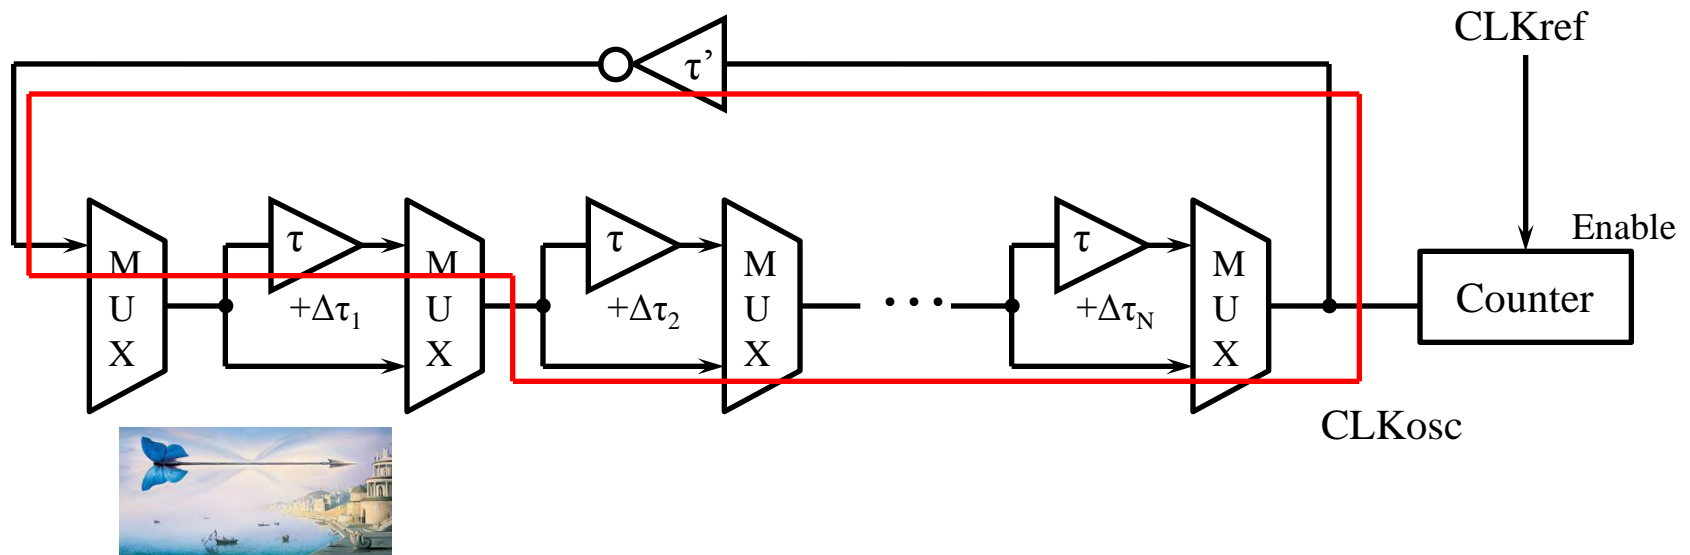 CLKref
τ’
Enable
M
U
X
τ
+Δτ1
M
U
X
τ
+Δτ2
M
U
X
···
τ
+ΔτN
M
U
X
Counter
CLKosc